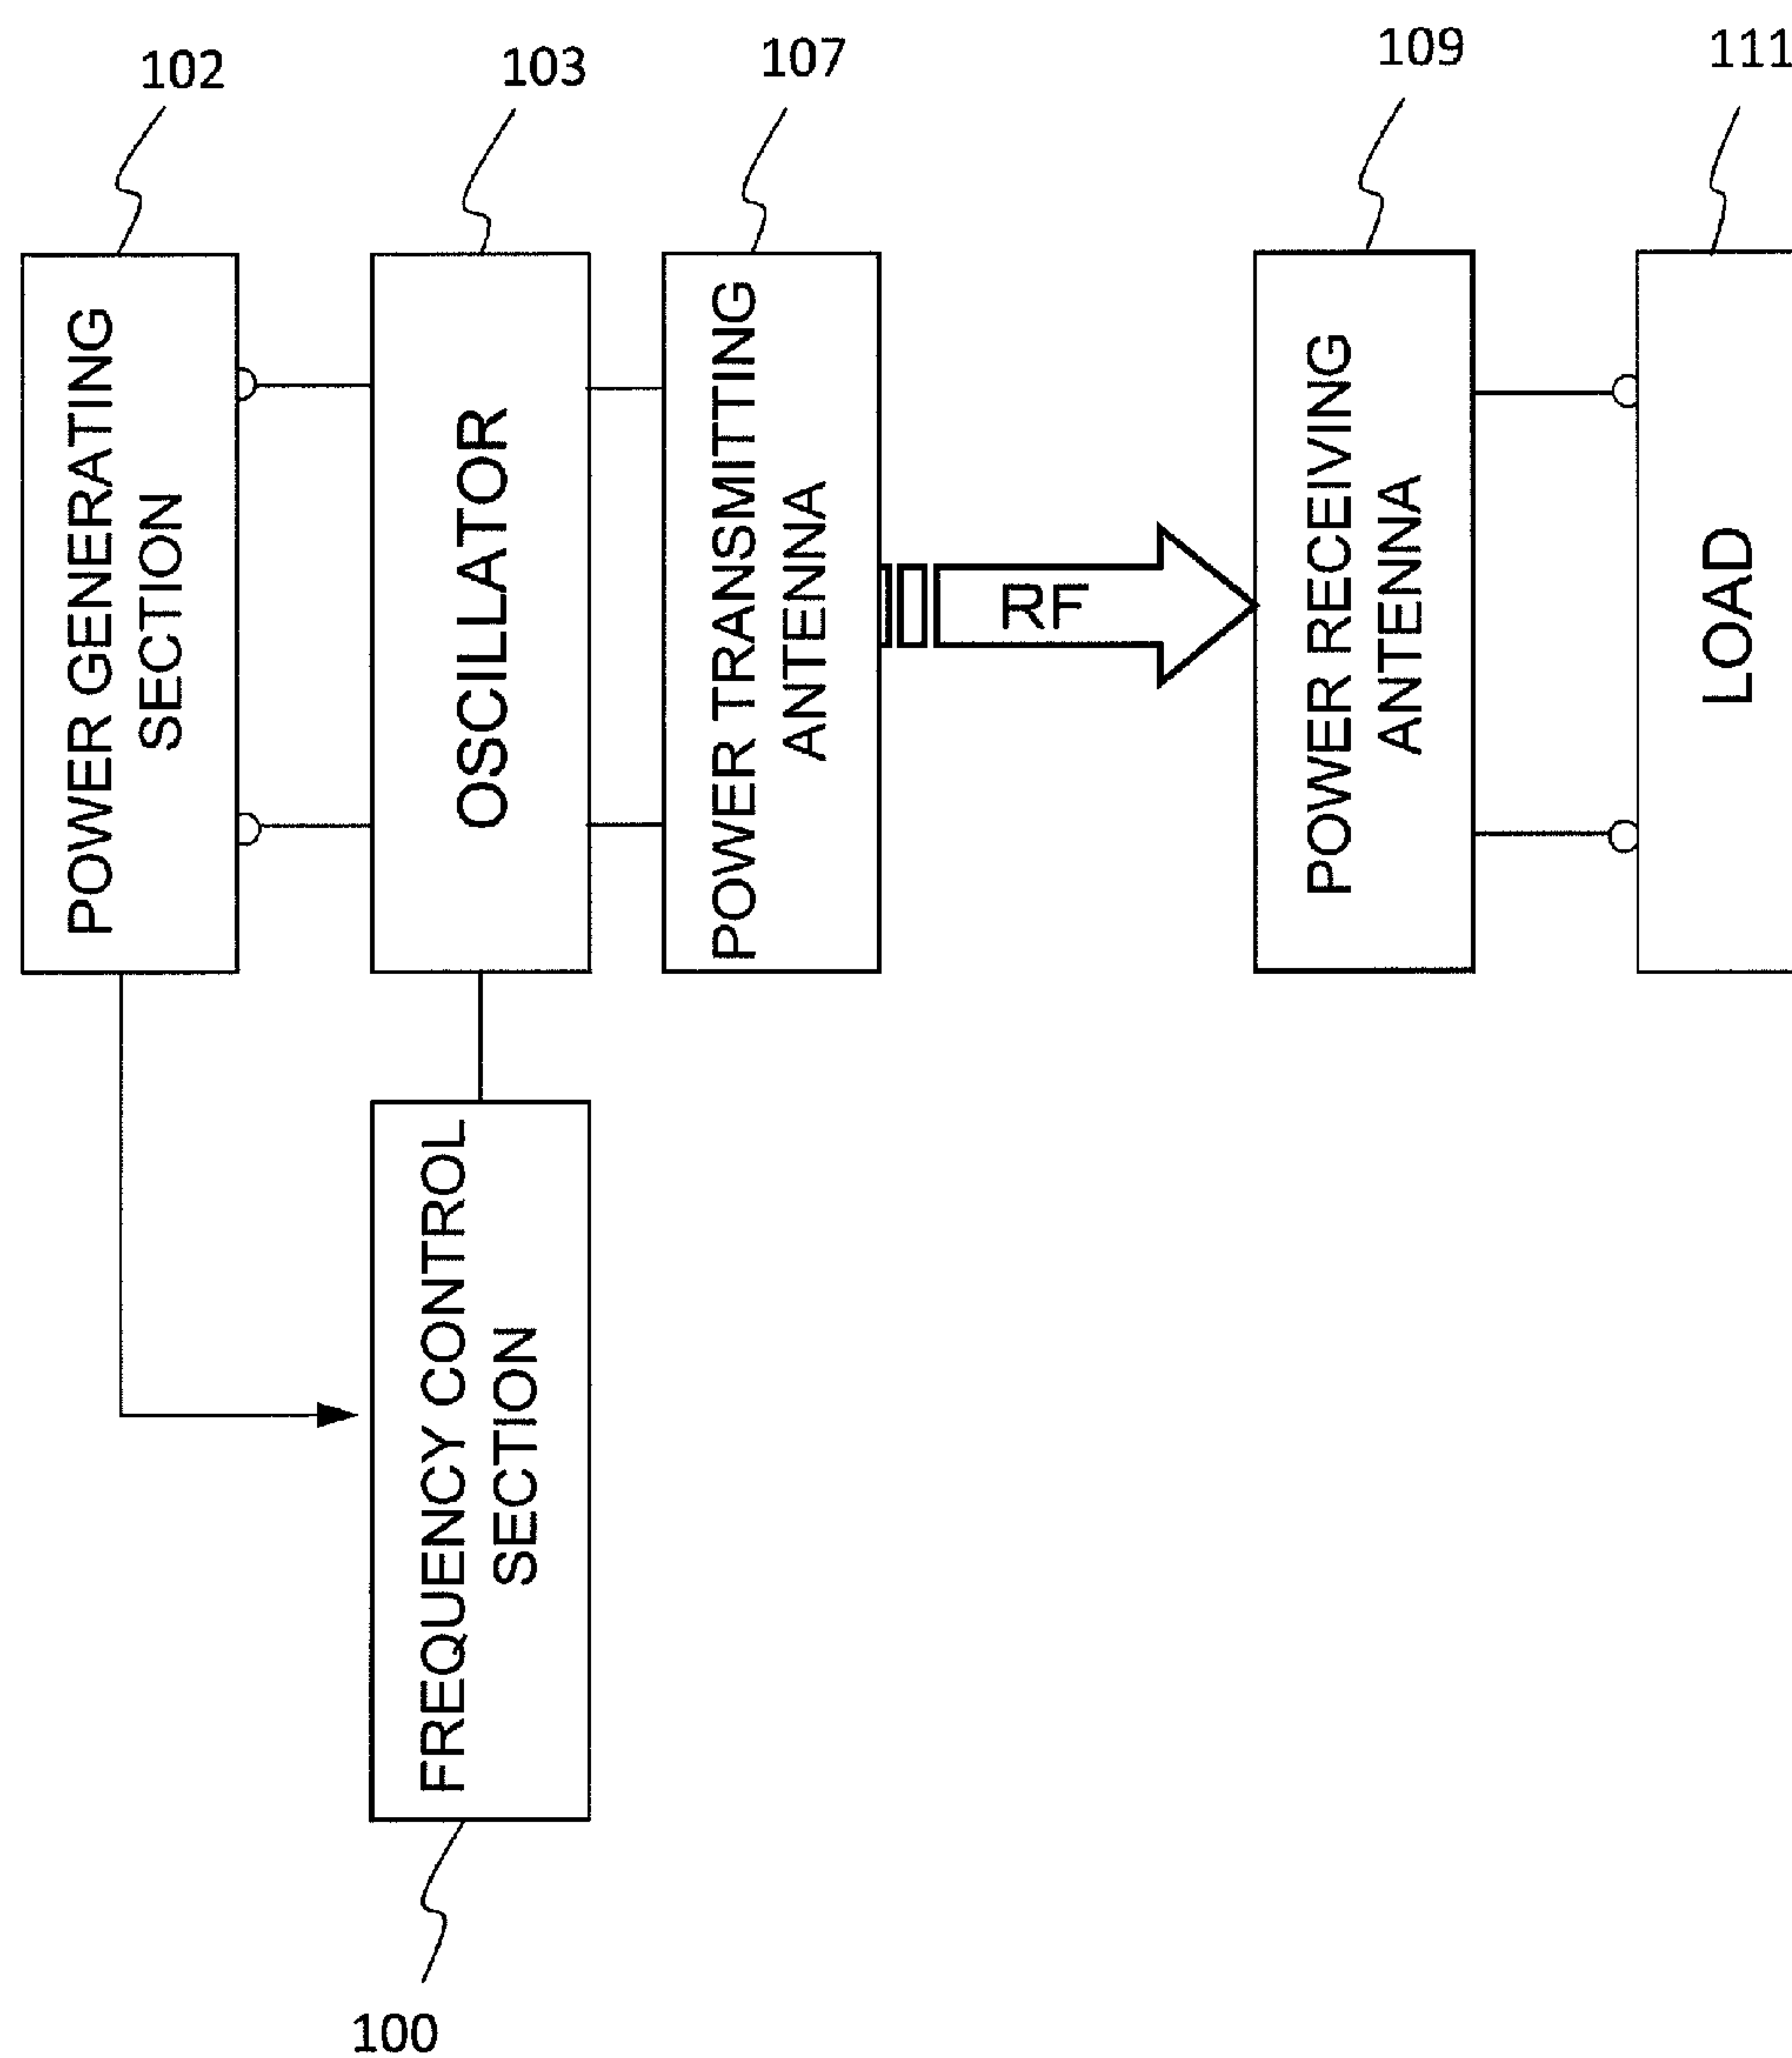 102
103
107
109
111
POWER GENERATING
SECTION
OSCILLATOR
POWER TRANSMITTING
ANTENNA
RF
POWER RECEIVING
ANTENNA
LOAD
FREQUENCY CONTROL
SECTION
100